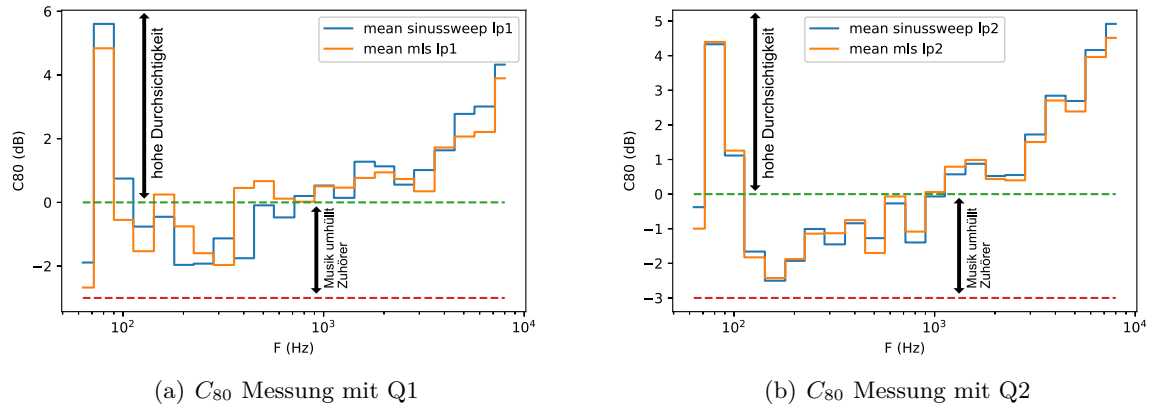 6
4
2
0
−2
C80 (dB)
hohe Durchsichtigkeit
mean sinussweep lp1
mean mls lp1
Musik umhüllt
Zuhörer
10²
10³
10⁴
F (Hz)
(a) C₈₀ Messung mit Q1
5
4
3
2
1
0
−1
−2
−3
C80 (dB)
hohe Durchsichtigkeit
mean sinussweep lp2
mean mls lp2
Musik umhüllt
Zuhörer
10²
10³
10⁴
F (Hz)
(b) C₈₀ Messung mit Q2